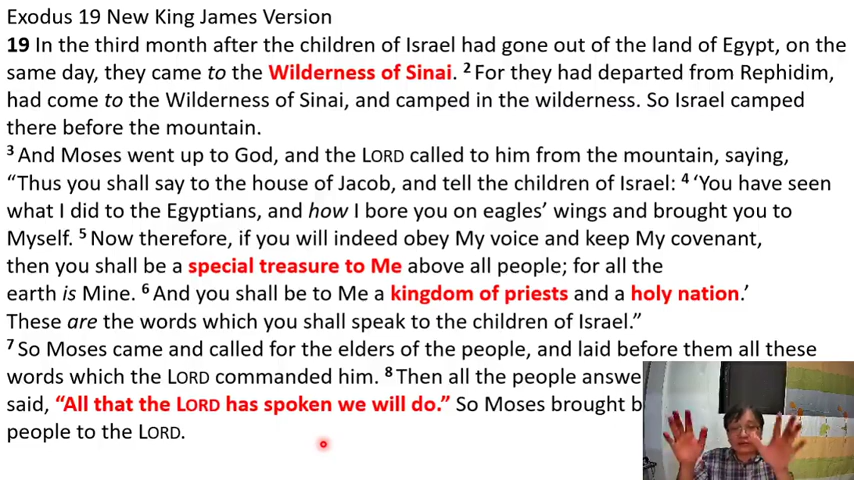 Exodus 19 New King James Version
19 In the third month after the children of Israel had gone out of the land of Egypt, on the
same day, they came to the Wilderness of Sinai. 2 For they had departed from Rephidim,
had come to the Wilderness of Sinai, and camped in the wilderness. So Israel camped
there before the mountain.
3 And Moses went up to God, and the LORD called to him from the mountain, saying,
“Thus you shall say to the house of Jacob, and tell the children of Israel: 4 ‘You have seen
what I did to the Egyptians, and how I bore you on eagles’ wings and brought you to
Myself. 5 Now therefore, if you will indeed obey My voice and keep My covenant,
then you shall be a special treasure to Me above all people; for all the
earth is Mine. 6 And you shall be to Me a kingdom of priests and a holy nation.’
These are the words which you shall speak to the children of Israel.”
7 So Moses came and called for the elders of the people, and laid before them all these
words which the LORD commanded him. 8 Then all the people answe
said, “All that the LORD has spoken we will do.” So Moses brought b
people to the LORD.